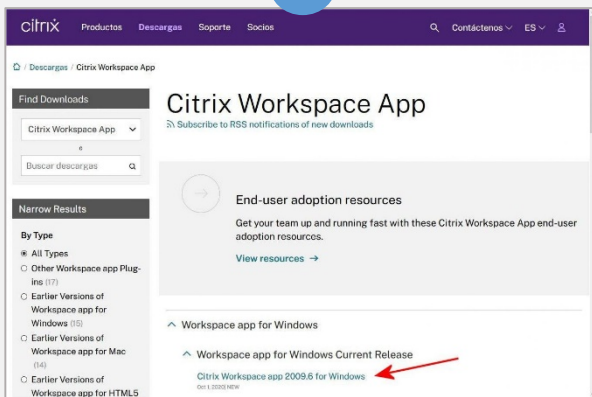 citrix Productos Descargas Soporte Socios Contáctenos ES
/ Descargas / Citrix Workspace App
Find Downloads
Citrix Workspace App
o
Buscar descargas
Narrow Results
By Type
All Types
Other Workspace app Plug-
ins (17)
Earlier Versions of
Workspace app for
Windows (15)
Earlier Versions of
Workspace app for Mac
(14)
Earlier Versions of
Workspace app for HTML5
Citrix Workspace App
Subscribe to RSS notifications of new downloads
End-user adoption resources
Get your team up and running fast with these Citrix Workspace App end-user
adoption resources.
View resources →
Workspace app for Windows
Workspace app for Windows Current Release
Citrix Workspace app 2009.6 for Windows
Oct 1, 2020 NEW